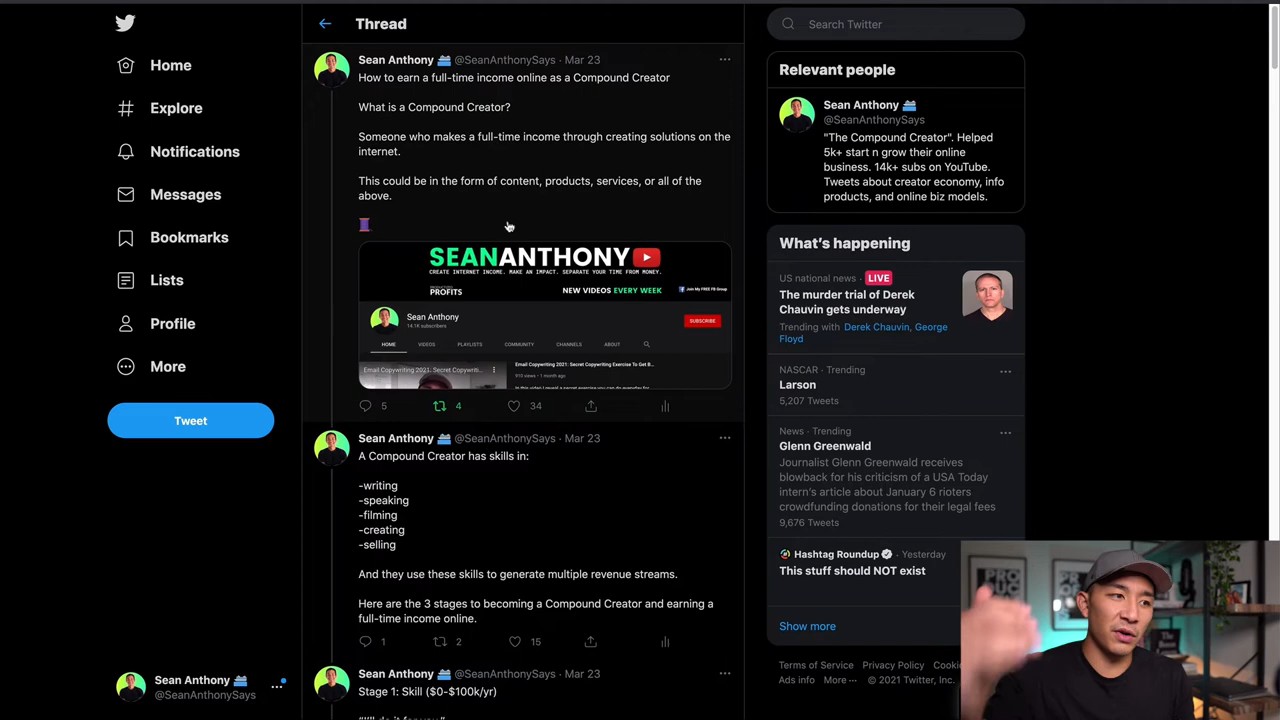 Home
Explore
Notifications
Messages
Bookmarks
Lists
Profile
More
Tweet
Sean Anthony
@SeanAnthonySays
Thread
Sean Anthony @SeanAnthonySays · Mar 23
How to earn a full-time income online as a Compound Creator
What is a Compound Creator?
Someone who makes a full-time income through creating solutions on the
internet.
This could be in the form of content, products, services, or all of the
above.
SEANANTHONY
CREATE INTERNET INCOME. MAKE AN IMPACT. SEPARATE YOUR TIME FROM MONEY.
PROFITS
NEW VIDEOS EVERY WEEK
Join My FREE FB Group
Sean Anthony
14.1K subscribers
SUBSCRIBE
HOME VIDEOS PLAYLISTS COMMUNITY CHANNELS ABOUT
Email Copywriting 2021: Secret Copywriti...
Email Copywriting 2021: Secret Copywriting Exercise To Get B...
910 views • 1 month ago
5 4 34
Sean Anthony @SeanAnthonySays · Mar 23
A Compound Creator has skills in:
-writing
-speaking
-filming
-creating
-selling
And they use these skills to generate multiple revenue streams.
Here are the 3 stages to becoming a Compound Creator and earning a
full-time income online.
1 2 15
Sean Anthony @SeanAnthonySays · Mar 23
Stage 1: Skill ($0-$100k/yr)
"I'll do it for you"
Search Twitter
Relevant people
Sean Anthony
@SeanAnthonySays
"The Compound Creator". Helped
5k+ start n grow their online
business. 14k+ subs on YouTube.
Tweets about creator economy, info
products, and online biz models.
What's happening
US national news · LIVE
The murder trial of Derek
Chauvin gets underway
Trending with Derek Chauvin, George
Floyd
NASCAR · Trending
Larson
5,207 Tweets
News · Trending
Glenn Greenwald
Journalist Glenn Greenwald receives
blowback for his criticism of a USA Today
intern's article about January 6 rioters
crowdfunding donations for their legal fees
9,676 Tweets
Hashtag Roundup · Yesterday
This stuff should NOT exist
Show more
Terms of Service Privacy Policy Cookie
Ads info More ··· © 2021 Twitter, Inc.